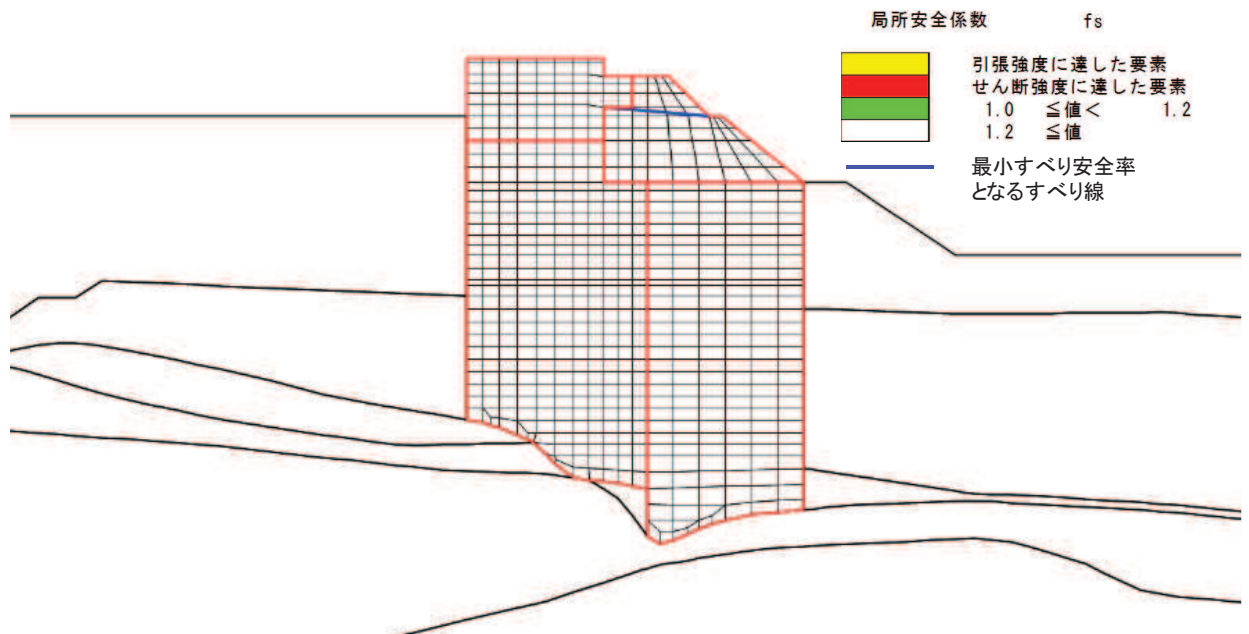 局所安全係数 fs
引張強度に達した要素
せん断強度に達した要素
1.0 ≦値< 1.2
1.2 ≦値
最小すべり安全率
となるすべり線